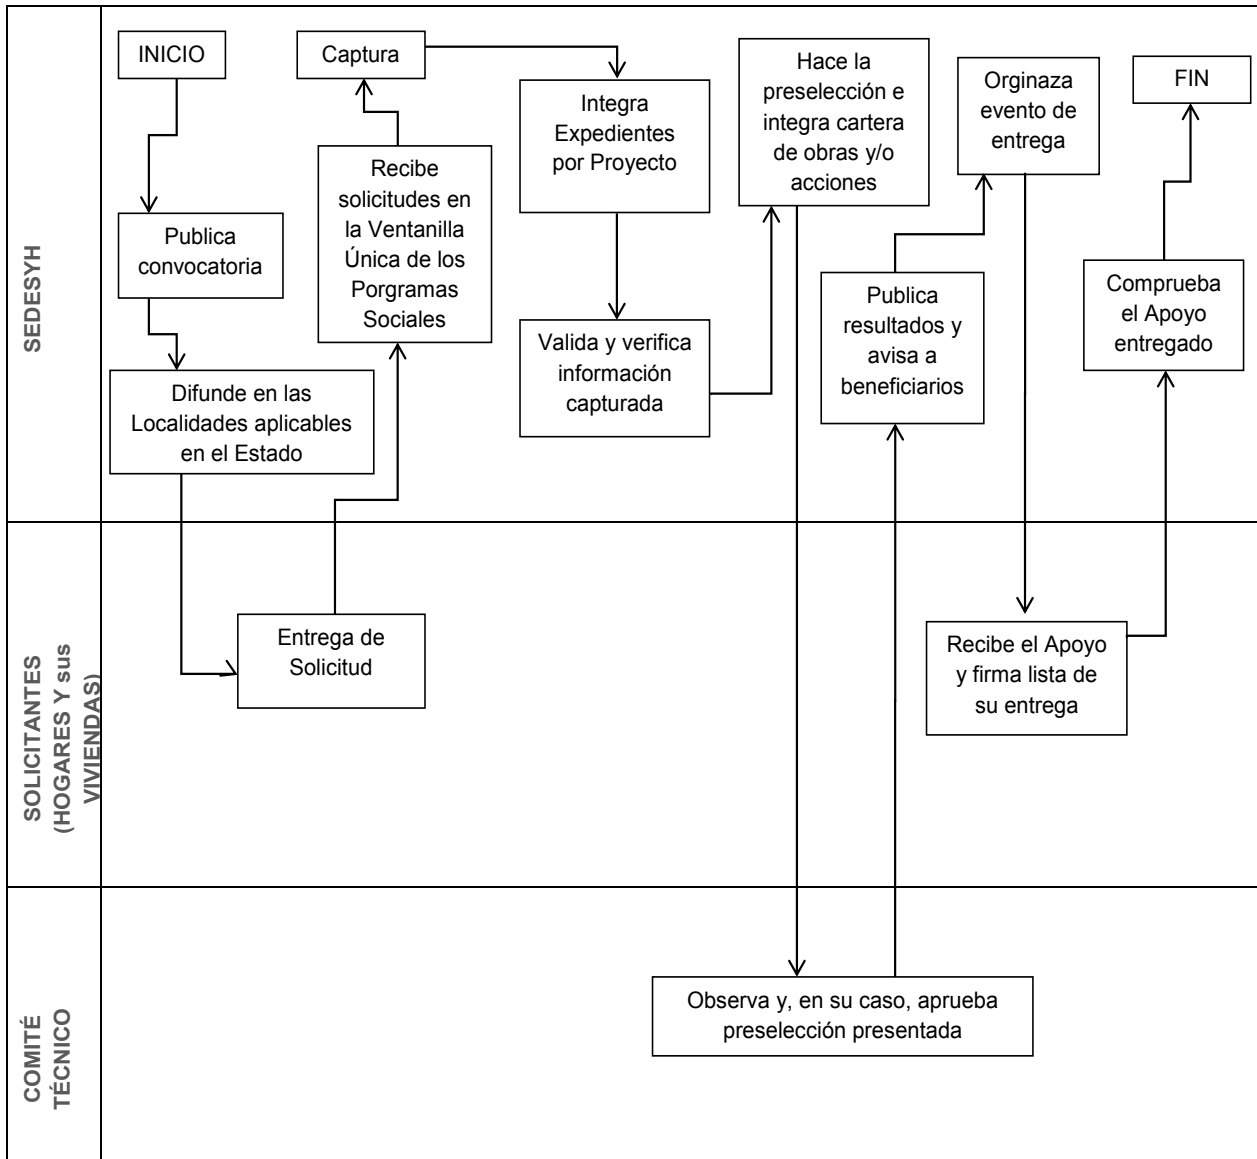 SEDESYH
INICIO
Publica
convocatoria
Difunde en las
Localidades aplicables
en el Estado
Captura
Recibe
solicitudes en
la Ventanilla
Única de los
Porgramas
Sociales
Integra
Expedientes
por Proyecto
Valida y verifica
información
capturada
Hace la
preselección e
integra cartera
de obras y/o
acciones
Publica
resultados y
avisa a
beneficiarios
Orginaza
evento de
entrega
Comprueba
el Apoyo
entregado
FIN
SOLICITANTES
(HOGARES Y sus
VIVIENDAS)
Entrega de
Solicitud
Recibe el Apoyo
y firma lista de
su entrega
COMITÉ
TÉCNICO
Observa y, en su caso, aprueba
preselección presentada